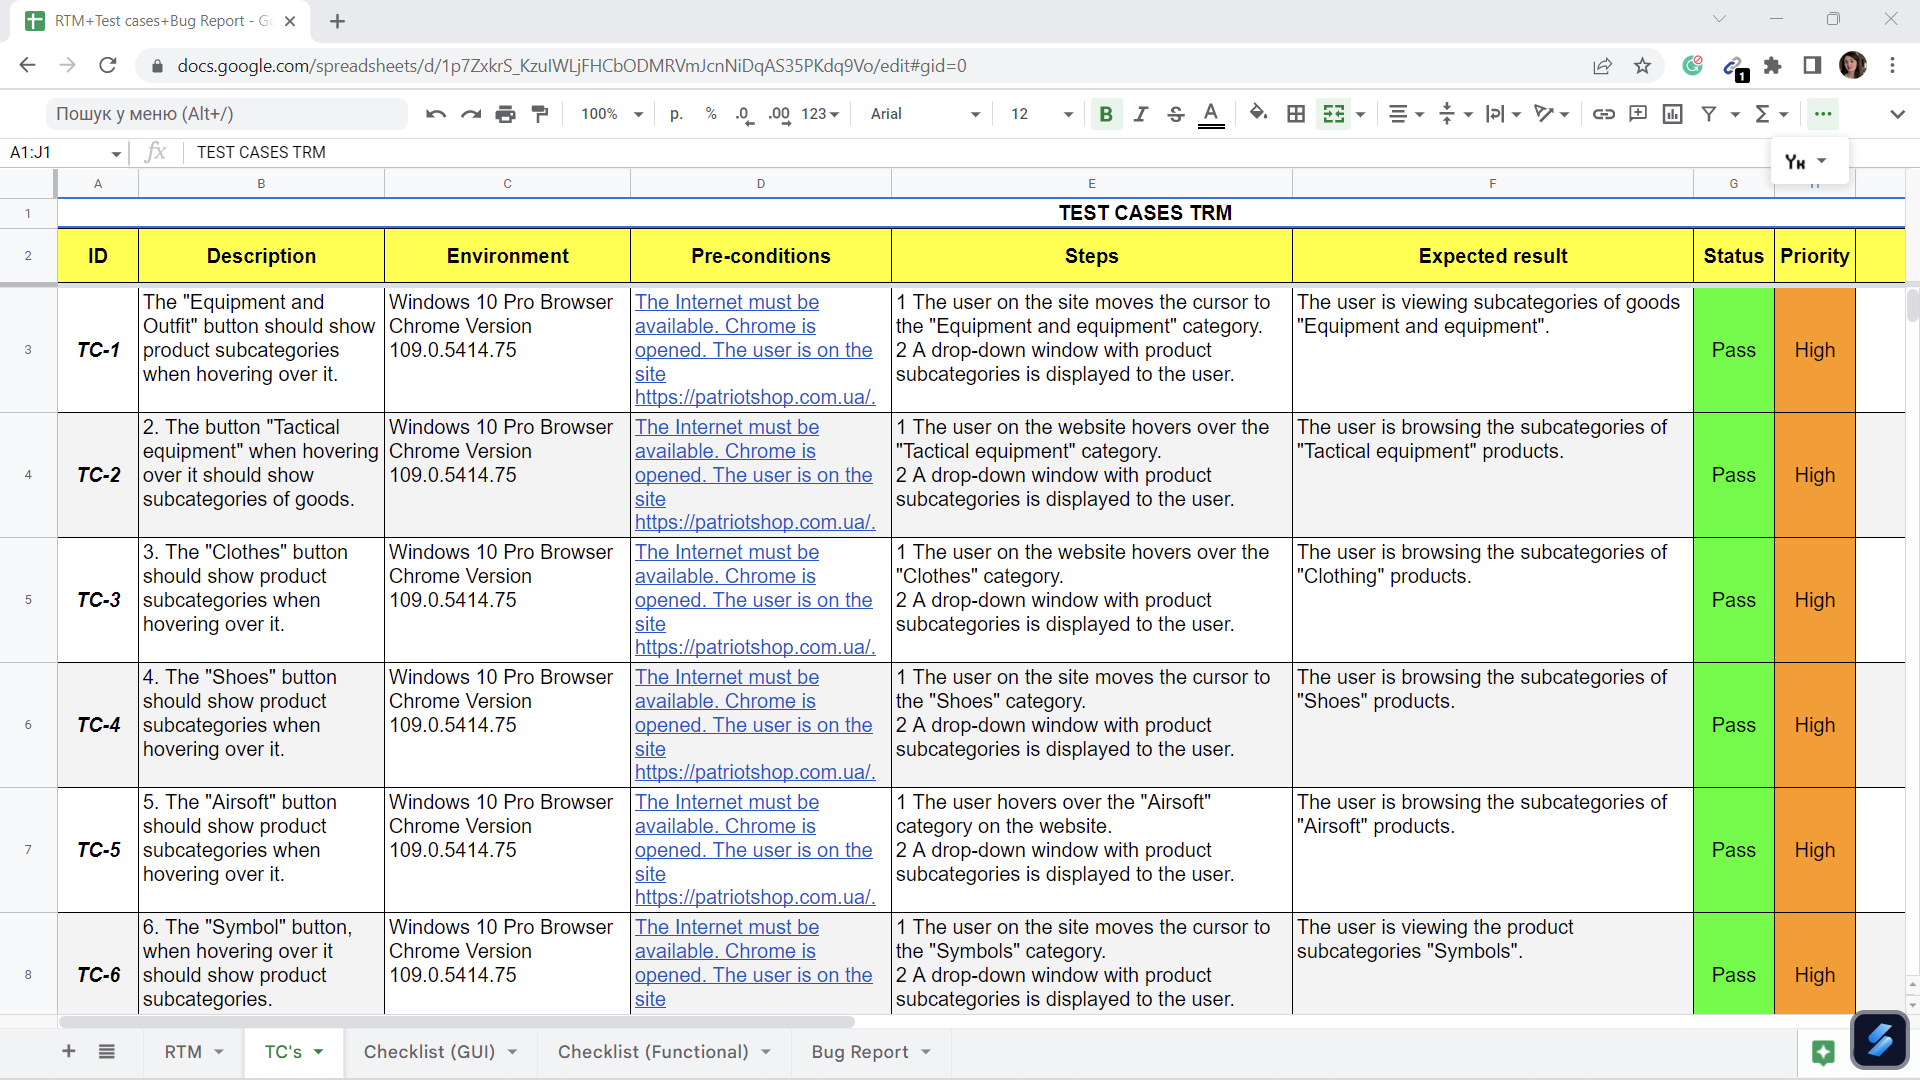 RTM+Test cases+Bug Report - Go
docs.google.com/spreadsheets/d/1p7ZxkrS_KzuIWLjFHCbODMRVmJcnNiDqAS35PKdq9Vo/edit#gid=0
1
Пошук у меню (Alt+/)
100%
р.
%
.0
.00
123
Arial
12
B
I
S
A
Σ
A1:J1
fx
TEST CASES TRM
Ўн
A B C D E F G H
1
TEST CASES TRM
2
ID Description Environment Pre-conditions Steps Expected result Status Priority
3
TC-1
The "Equipment and
Outfit" button should show
product subcategories
when hovering over it.
Windows 10 Pro Browser
Chrome Version
109.0.5414.75
The Internet must be
available. Chrome is
opened. The user is on the
site
https://patriotshop.com.ua/.
1 The user on the site moves the cursor to
the "Equipment and equipment" category.
2 A drop-down window with product
subcategories is displayed to the user.
The user is viewing subcategories of goods
"Equipment and equipment".
Pass
High
4
TC-2
2. The button "Tactical
equipment" when hovering
over it should show
subcategories of goods.
Windows 10 Pro Browser
Chrome Version
109.0.5414.75
The Internet must be
available. Chrome is
opened. The user is on the
site
https://patriotshop.com.ua/.
1 The user on the website hovers over the
"Tactical equipment" category.
2 A drop-down window with product
subcategories is displayed to the user.
The user is browsing the subcategories of
"Tactical equipment" products.
Pass
High
5
TC-3
3. The "Clothes" button
should show product
subcategories when
hovering over it.
Windows 10 Pro Browser
Chrome Version
109.0.5414.75
The Internet must be
available. Chrome is
opened. The user is on the
site
https://patriotshop.com.ua/.
1 The user on the website hovers over the
"Clothes" category.
2 A drop-down window with product
subcategories is displayed to the user.
The user is browsing the subcategories of
"Clothing" products.
Pass
High
6
TC-4
4. The "Shoes" button
should show product
subcategories when
hovering over it.
Windows 10 Pro Browser
Chrome Version
109.0.5414.75
The Internet must be
available. Chrome is
opened. The user is on the
site
https://patriotshop.com.ua/.
1 The user on the site moves the cursor to
the "Shoes" category.
2 A drop-down window with product
subcategories is displayed to the user.
The user is browsing the subcategories of
"Shoes" products.
Pass
High
7
TC-5
5. The "Airsoft" button
should show product
subcategories when
hovering over it.
Windows 10 Pro Browser
Chrome Version
109.0.5414.75
The Internet must be
available. Chrome is
opened. The user is on the
site
https://patriotshop.com.ua/.
1 The user hovers over the "Airsoft"
category on the website.
2 A drop-down window with product
subcategories is displayed to the user.
The user is browsing the subcategories of
"Airsoft" products.
Pass
High
8
TC-6
6. The "Symbol" button,
when hovering over it
should show product
subcategories.
Windows 10 Pro Browser
Chrome Version
109.0.5414.75
The Internet must be
available. Chrome is
opened. The user is on the
site
1 The user on the site moves the cursor to
the "Symbols" category.
2 A drop-down window with product
subcategories is displayed to the user.
The user is viewing the product
subcategories "Symbols".
Pass
High
RTM
TC's
Checklist (GUI)
Checklist (Functional)
Bug Report